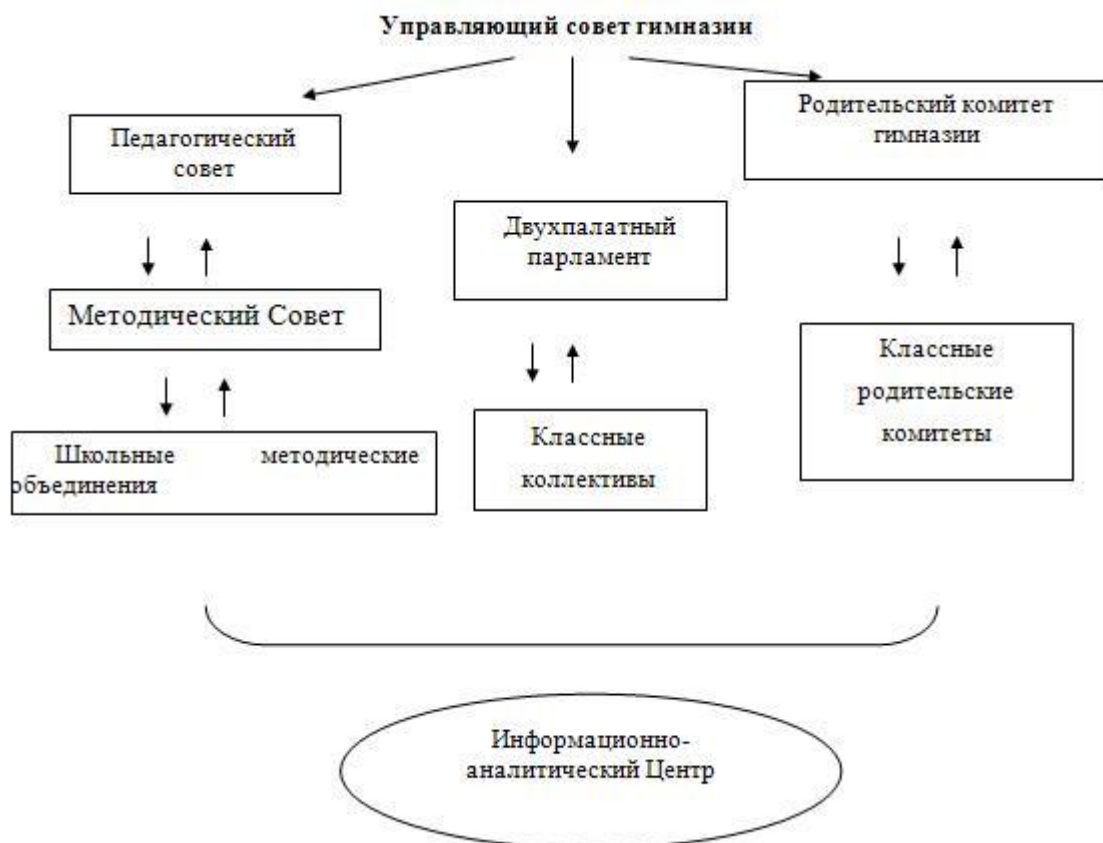 Управляющий совет гимназии
Педагогический
совет
Родительский комитет
гимназии
Двухпалатный
парламент
Методический Совет
Классные
родительские
комитеты
Школьные методические
объединения
Классные
коллективы
Информационно-
аналитический Центр